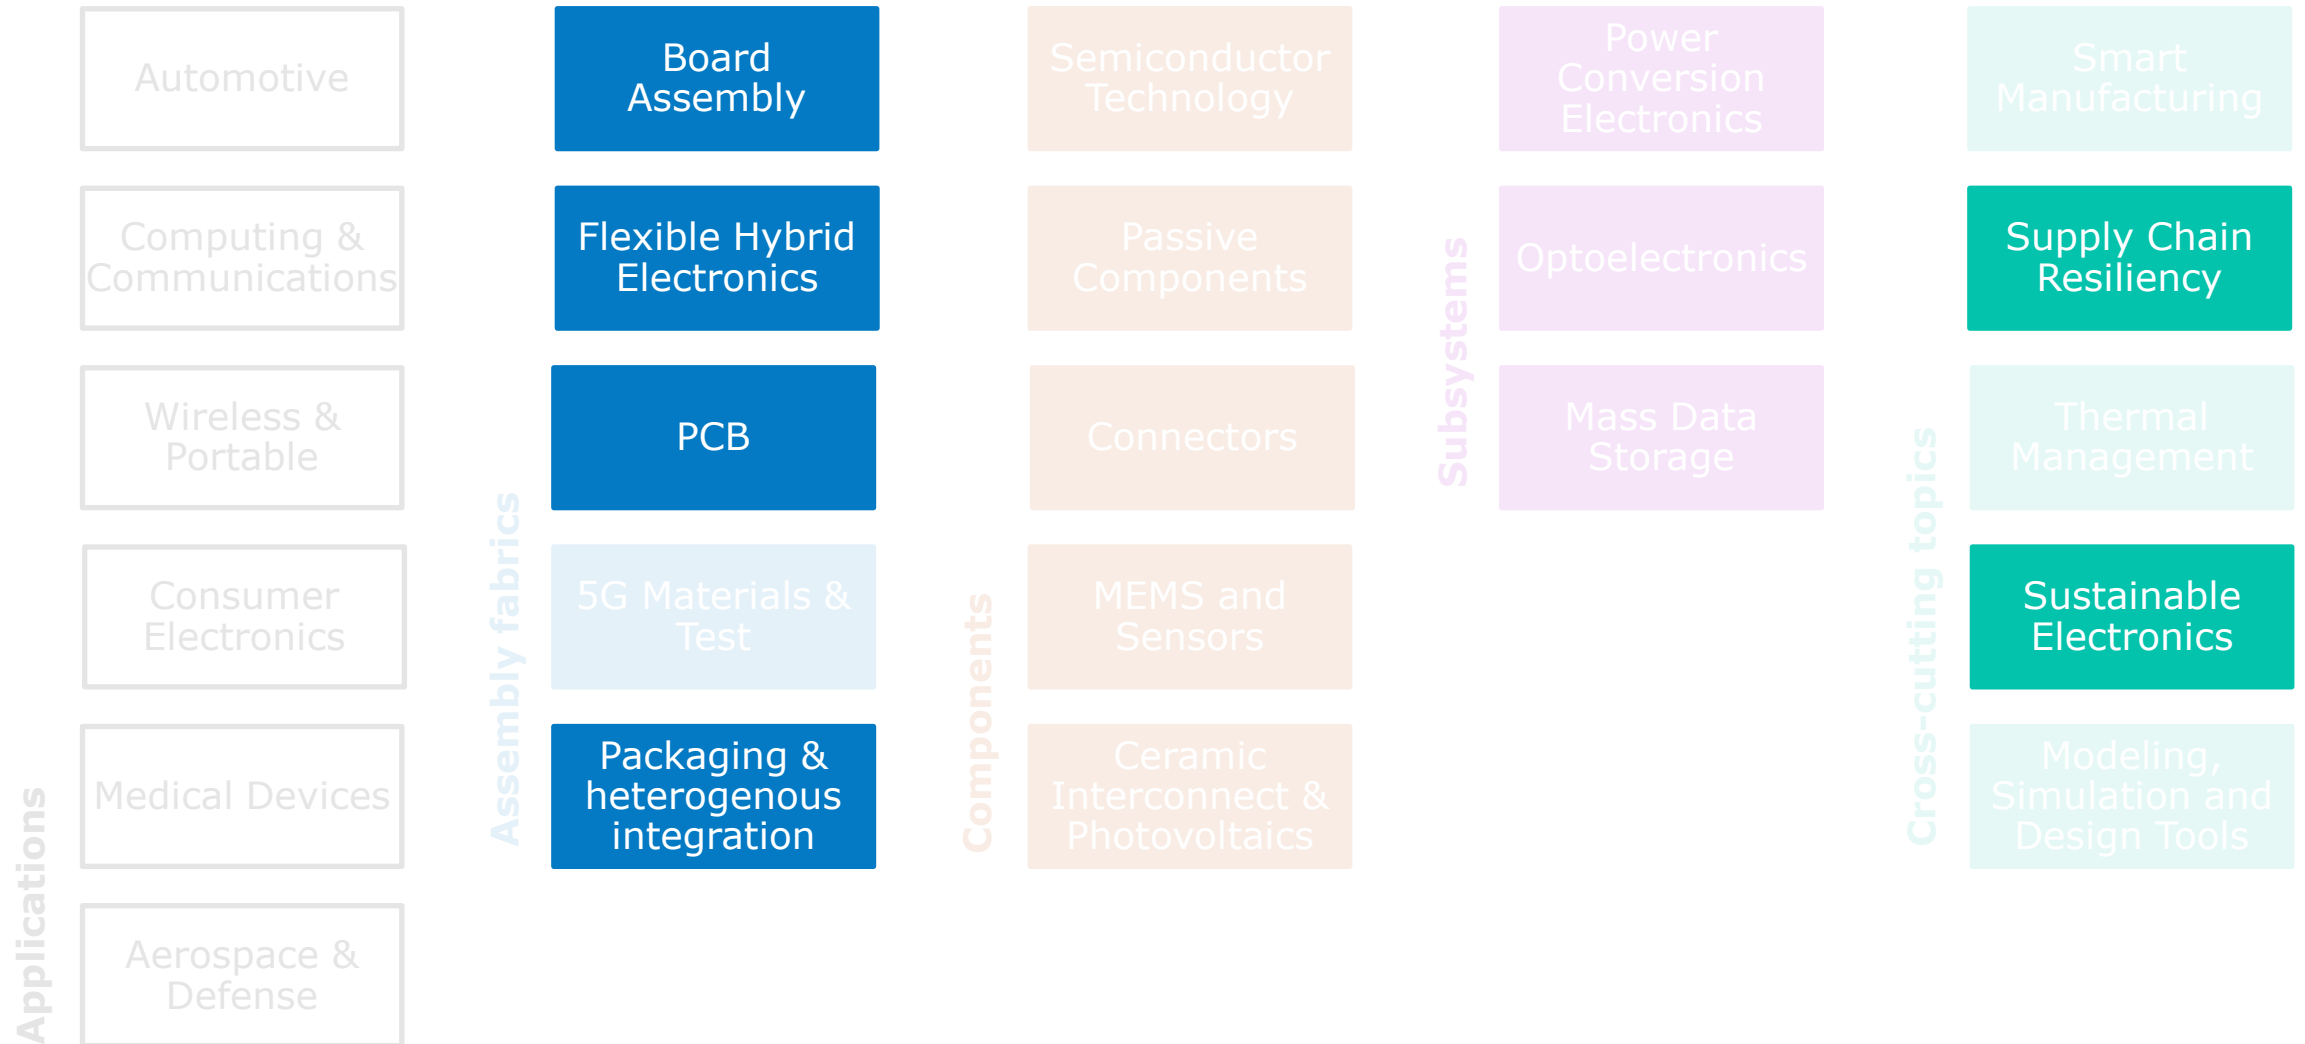 Applications
Automotive
Computing &
Communications
Wireless &
Portable
Consumer
Electronics
Medical Devices
Aerospace &
Defense
Assembly fabrics
Board
Assembly
Flexible Hybrid
Electronics
PCB
5G Materials &
Test
Packaging &
heterogenous
integration
Components
Semiconductor
Technology
Passive
Components
Connectors
MEMS and
Sensors
Ceramic
Interconnect &
Photovoltaics
Subsystems
Power
Conversion
Electronics
Optoelectronics
Mass Data
Storage
Cross-cutting topics
Smart
Manufacturing
Supply Chain
Resiliency
Thermal
Management
Sustainable
Electronics
Modeling,
Simulation and
Design Tools